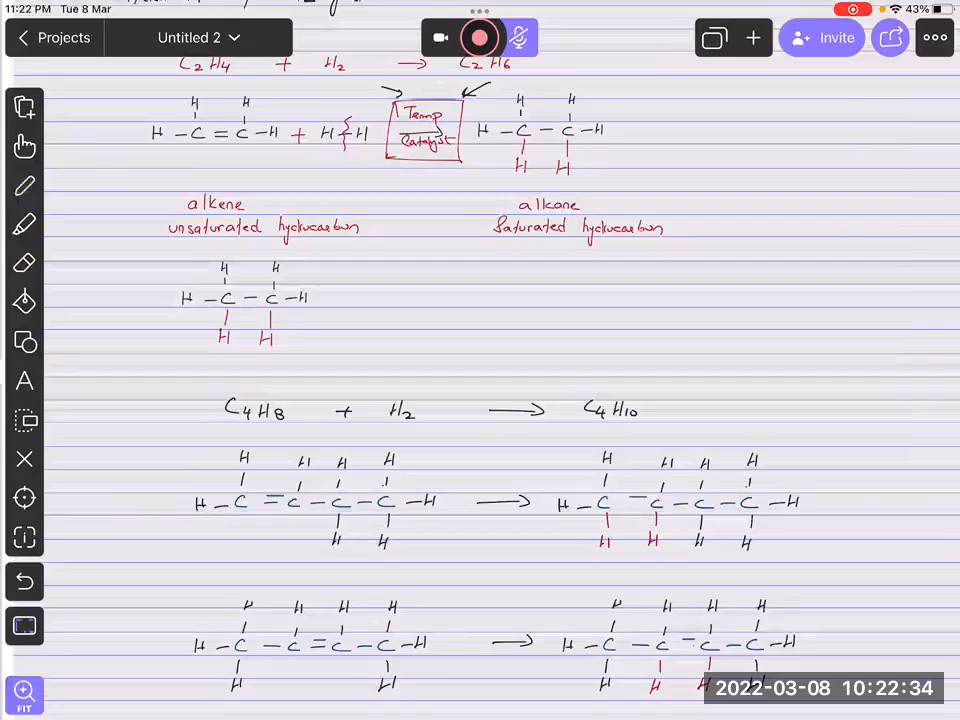 11:22 PM Tue 8 Mar
43%
Projects
Untitled 2
Invite
C2H4 + H2 → C2H6
H H H H
H - C = C - H + H H Temp Catalyst H - C - C - H
H H
alkene alkane
unsaturated hydrocarbon Saturated hydrocarbon
H H
H - C - C - H
H H
C4H8 + H2 → C4H10
H H H H H H H H
H - C = C - C - C - H → H - C - C - C - C - H
H H H H H H
H H H H H H H H
H - C - C = C - C - H → H - C - C - C - C - H
H H H H H H
A
FIT
2022-03-08 10:22:34